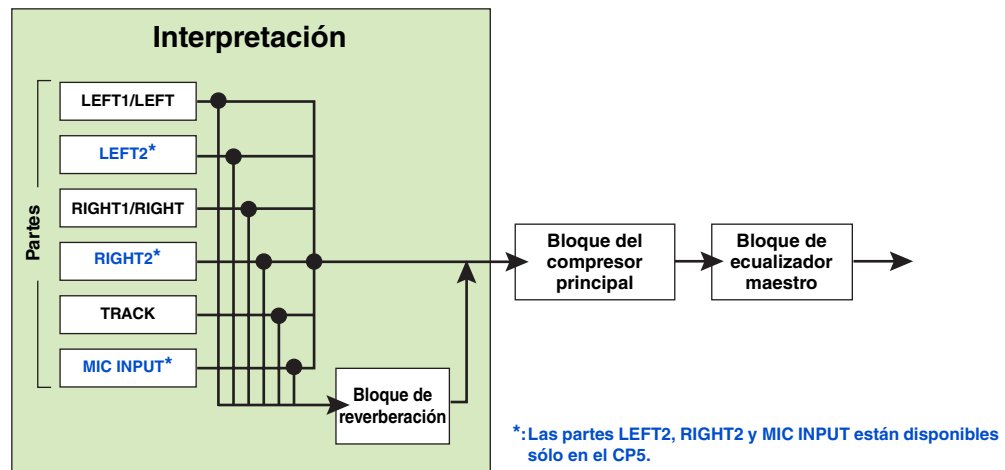 Interpretación
Partes
LEFT1/LEFT
LEFT2*
RIGHT1/RIGHT
RIGHT2*
TRACK
MIC INPUT*
Bloque de
reverberación
Bloque del
compresor
principal
Bloque de
ecualizador
maestro
*: Las partes LEFT2, RIGHT2 y MIC INPUT están disponibles
sólo en el CP5.